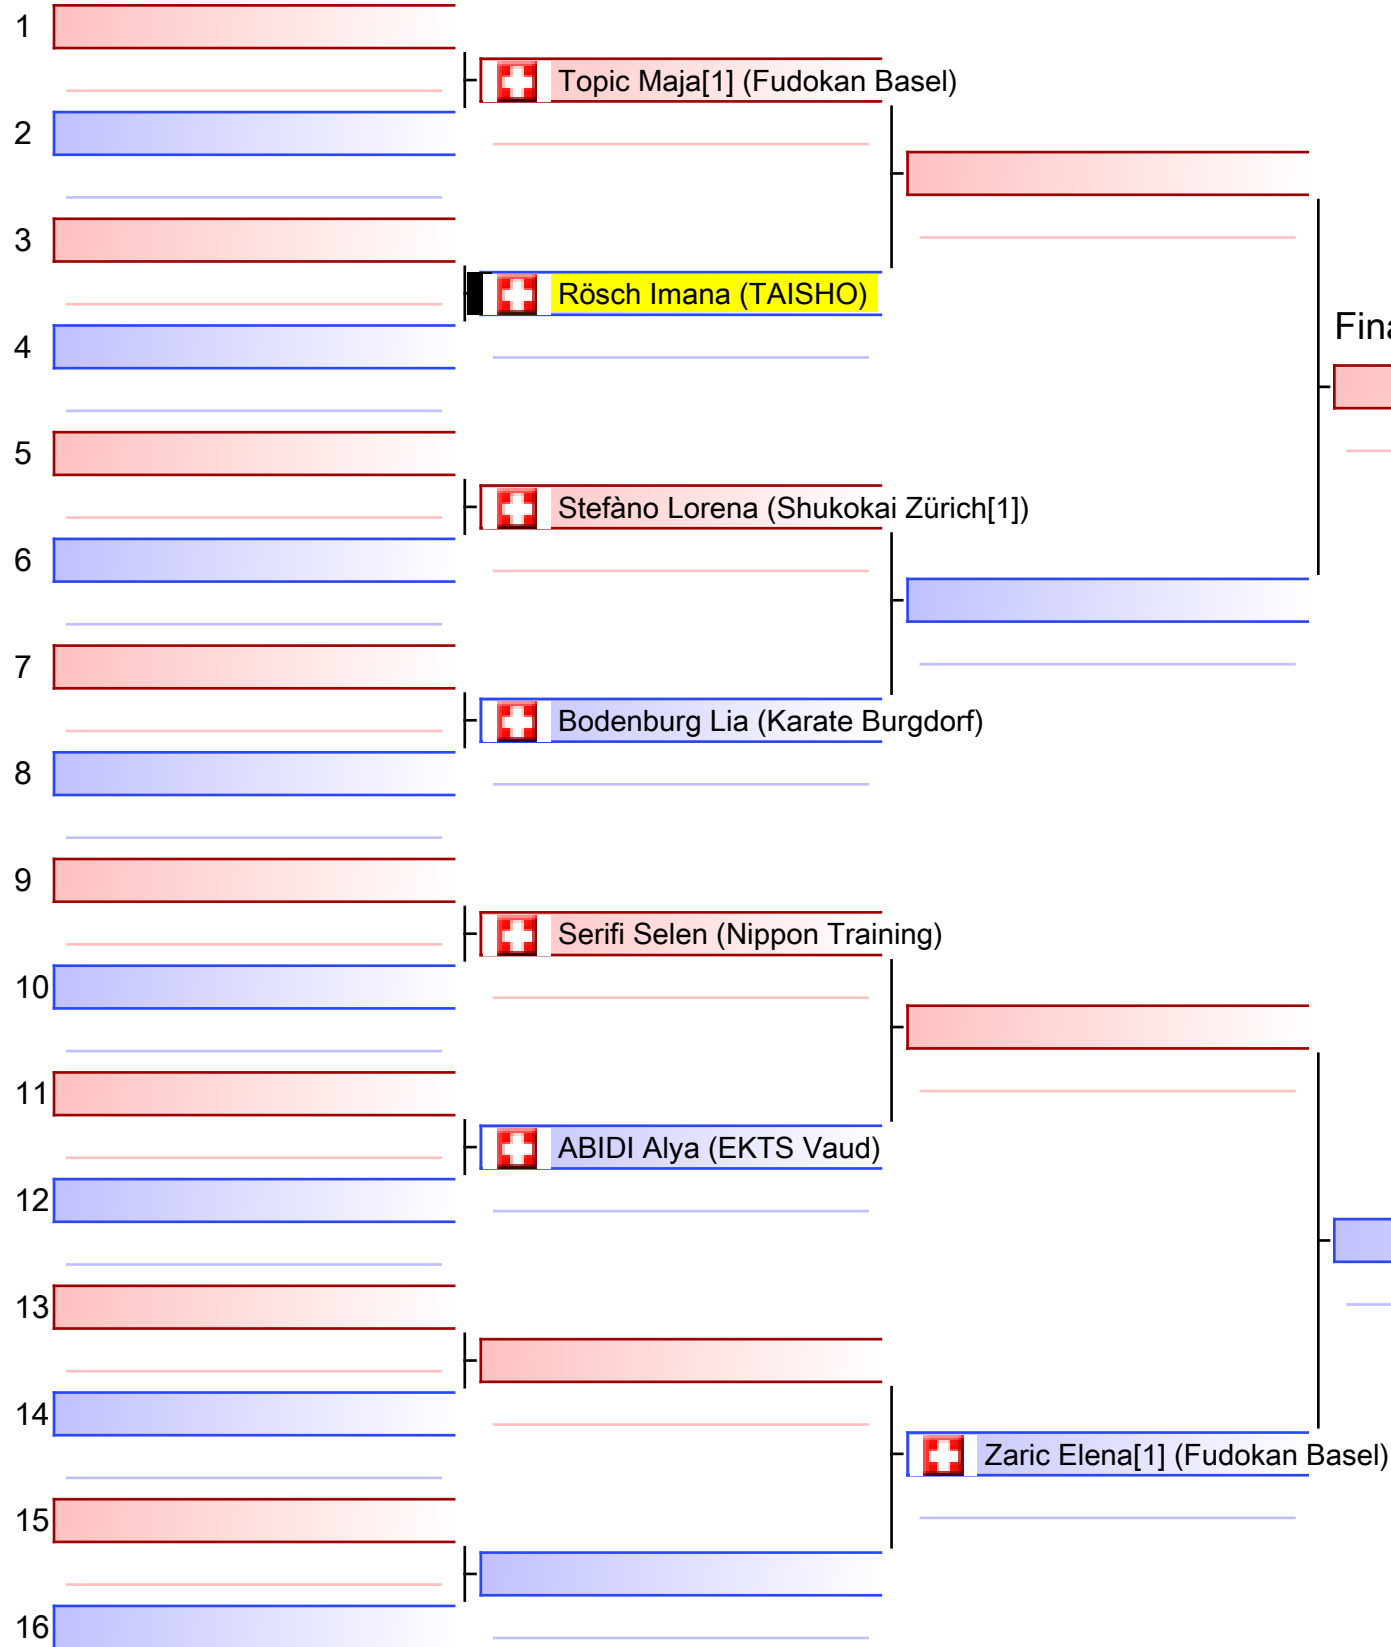 1
Topic Maja[1] (Fudokan Basel)
2
3
Rösch Imana (TAISHO)
4
5
Stefàno Lorena (Shukokai Zürich[1])
6
7
Bodenburg Lia (Karate Burgdorf)
8
9
Serifi Selen (Nippon Training)
10
11
ABIDI Alya (EKTS Vaud)
12
13
14
Zaric Elena[1] (Fudokan Basel)
15
16